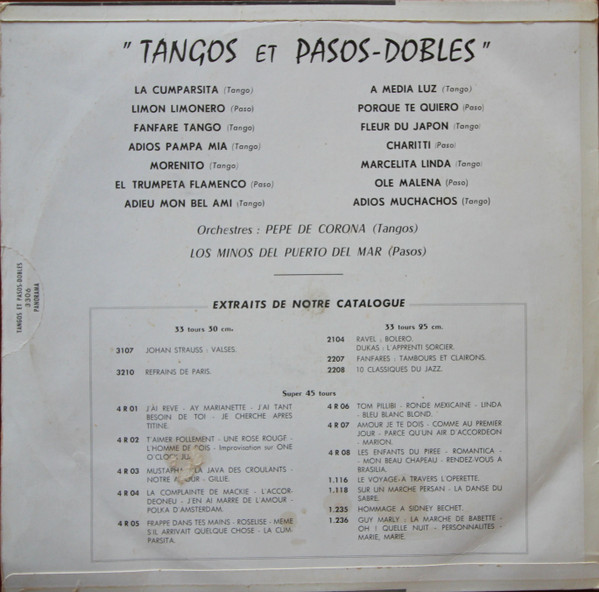 " TANGOS ET PASOS-DOBLES "
LA CUMPARSITA (Tango)
LIMON LIMONERO (Paso)
FANFARE TANGO (Tango)
ADIOS PAMPA MIA (Tango)
MORENITO (Tango)
EL TRUMPETA FLAMENCO (Paso)
ADIEU MON BEL AMI (Tango)
A MEDIA LUZ (Tango)
PORQUE TE QUIERO (Paso)
FLEUR DU JAPON (Tango)
CHARITTI (Paso)
MARCELITA LINDA (Tango)
OLE MALENA (Paso)
ADIOS MUCHACHOS (Tango)
Orchestres : PEPE DE CORONA (Tangos)
LOS MINOS DEL PUERTO DEL MAR (Pasos)
TANGOS ET PASOS-DOBLES
3306
PANORAMA
EXTRAITS DE NOTRE CATALOGUE
33 tours 30 cm.
3107 JOHAN STRAUSS : VALSES.
3210 REFRAINS DE PARIS.
33 tours 25 cm.
2104 RAVEL : BOLERO.
DUKAS : L'APPRENTI SORCIER.
2207 FANFARES : TAMBOURS ET CLAIRONS.
2208 10 CLASSIQUES DU JAZZ.
Super 45 tours
4 R 01 J'AI REVE - AY MARIANETTE - J'AI TANT
BESOIN DE TOI - JE CHERCHE APRES
TITINE.
4 R 02 T'AIMER FOLLEMENT - UNE ROSE ROUGE -
L'HOMME DE BOIS - Improvisation sur ONE
O'CLOCK
4 R 03 MUSTAPHA - LA JAVA DES CROULANTS -
NOTRE AMOUR - GILLIE.
4 R 04 LA COMPLAINTE DE MACKIE - L'ACCOR-
DEONEU - J'EN AI MARRE DE L'AMOUR -
POLKA D'AMSTERDAM.
4 R 05 FRAPPE DANS TES MAINS - ROSELISE - MEME
S'IL ARRIVAIT QUELQUE CHOSE - LA CUM
PARSITA.
4 R 06 TOM PILLIBI - RONDE MEXICAINE - LINDA
- BLEU BLANC BLOND.
4 R 07 AMOUR JE TE DOIS - COMME AU PREMIER
JOUR - PARCE QU'UN AIR D'ACCORDEON
- MARION.
4 R 08 LES ENFANTS DU PIREE - ROMANTICA -
- MON BEAU CHAPEAU - RENDEZ-VOUS A
BRASILIA.
1.116 LE VOYAGE A TRAVERS L'OPERETTE.
1.118 SUR UN MARCHE PERSAN - LA DANSE DU
SABRE.
1.235 HOMMAGE A SIDNEY BECHET.
1.236 GUY MARLY : LA MARCHE DE BABETTE -
OH ! QUELLE NUIT - PERSONNALITES -
MARIE, MARIE.